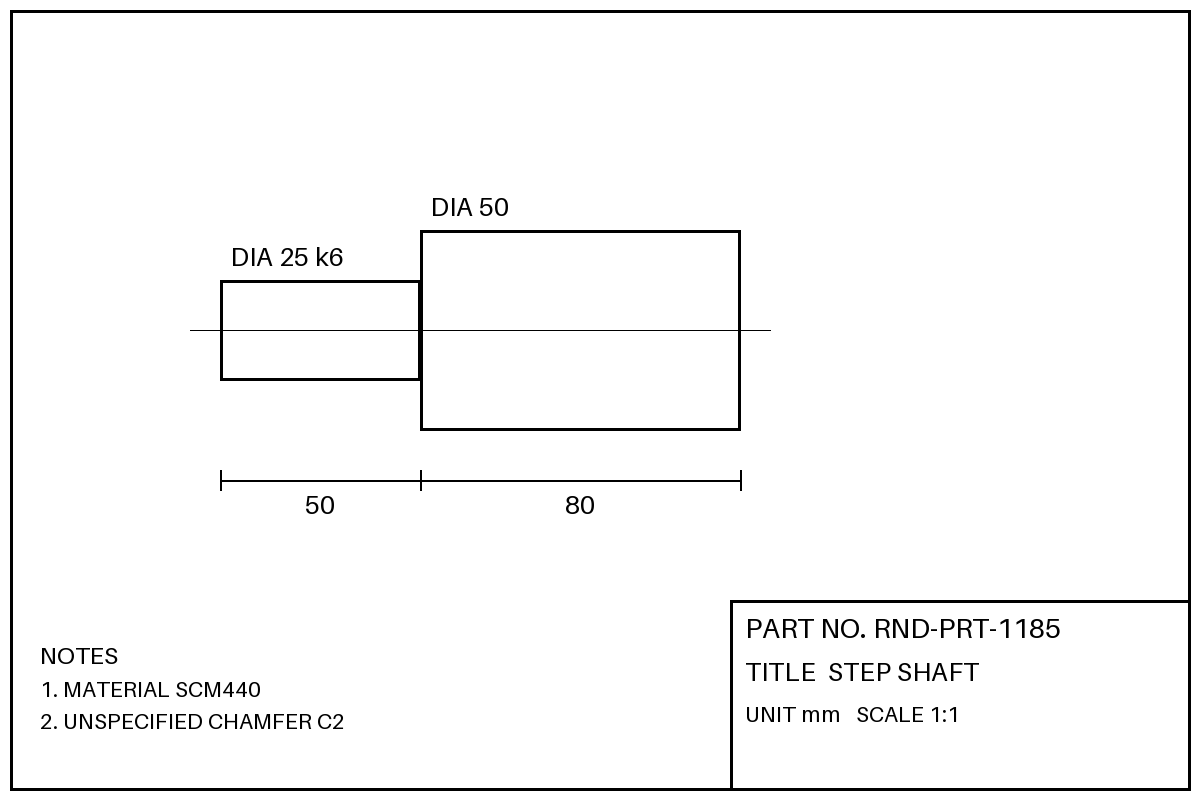 DIA 50
DIA 25 k6
50
80
NOTES
1. MATERIAL SCM440
2. UNSPECIFIED CHAMFER C2
PART NO. RND-PRT-1185
TITLE  STEP SHAFT
UNIT mm   SCALE 1:1